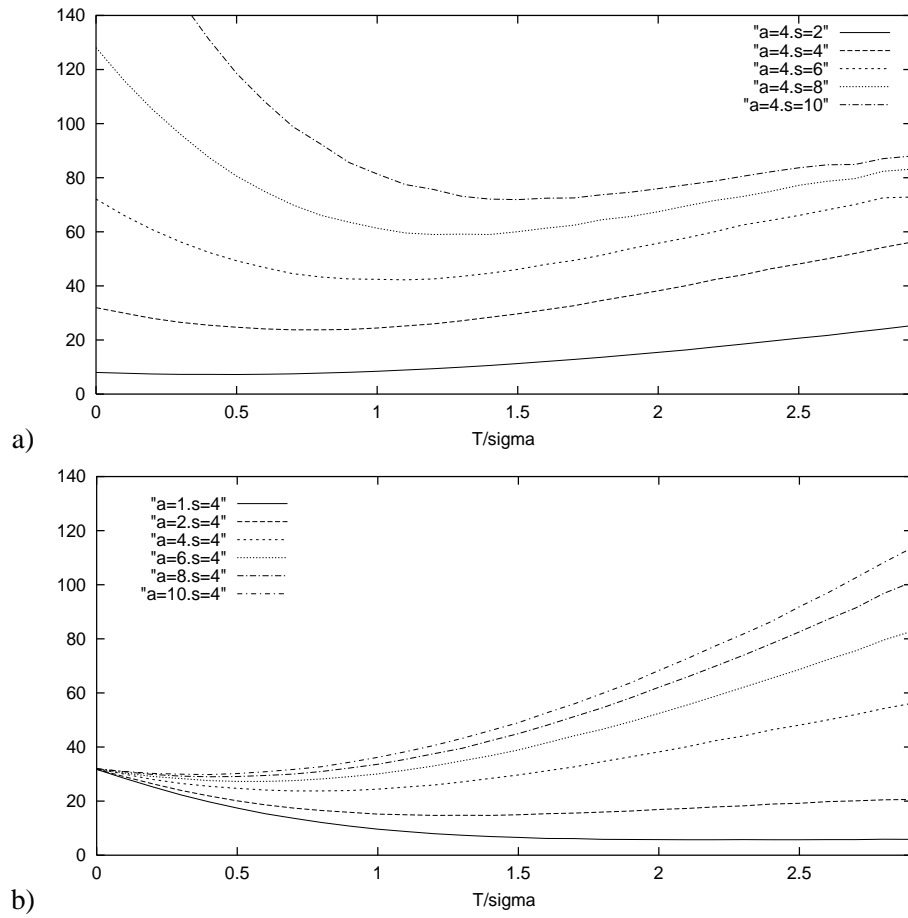 140
120
100
80
60
40
20
0
"a=4.s=2"
"a=4.s=4"
"a=4.s=6"
"a=4.s=8"
"a=4.s=10"
0 0.5 1 1.5 2 2.5
T/sigma
a)
140
120
100
80
60
40
20
0
"a=1.s=4"
"a=2.s=4"
"a=4.s=4"
"a=6.s=4"
"a=8.s=4"
"a=10.s=4"
0 0.5 1 1.5 2 2.5
T/sigma
b)